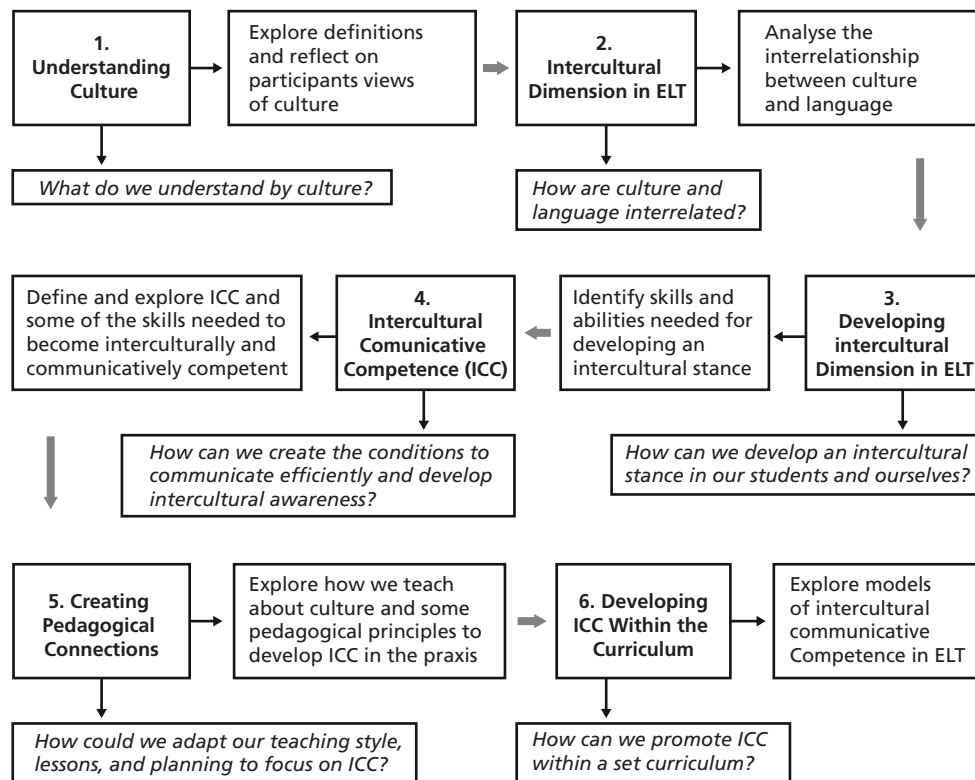 1.
Understanding
Culture
Explore definitions
and reflect on
participants views
of culture
2.
Intercultural
Dimension in ELT
Analyse the
interrelationship
between culture
and language
What do we understand by culture?
How are culture and
language interrelated?
3.
Developing
intercultural
Dimension in ELT
Identify skills and
abilities needed for
developing an
intercultural stance
4.
Intercultural
Comunicative
Competence (ICC)
Define and explore ICC and
some of the skills needed to
become interculturally and
communicatively competent
How can we develop an intercultural
stance in our students and ourselves?
How can we create the conditions to
communicate efficiently and develop
intercultural awareness?
5. Creating
Pedagogical
Connections
Explore how we teach
about culture and some
pedagogical principles to
develop ICC in the praxis
6. Developing
ICC Within the
Curriculum
Explore models
of intercultural
communicative
Competence in ELT
How could we adapt our teaching style,
lessons, and planning to focus on ICC?
How can we promote ICC
within a set curriculum?